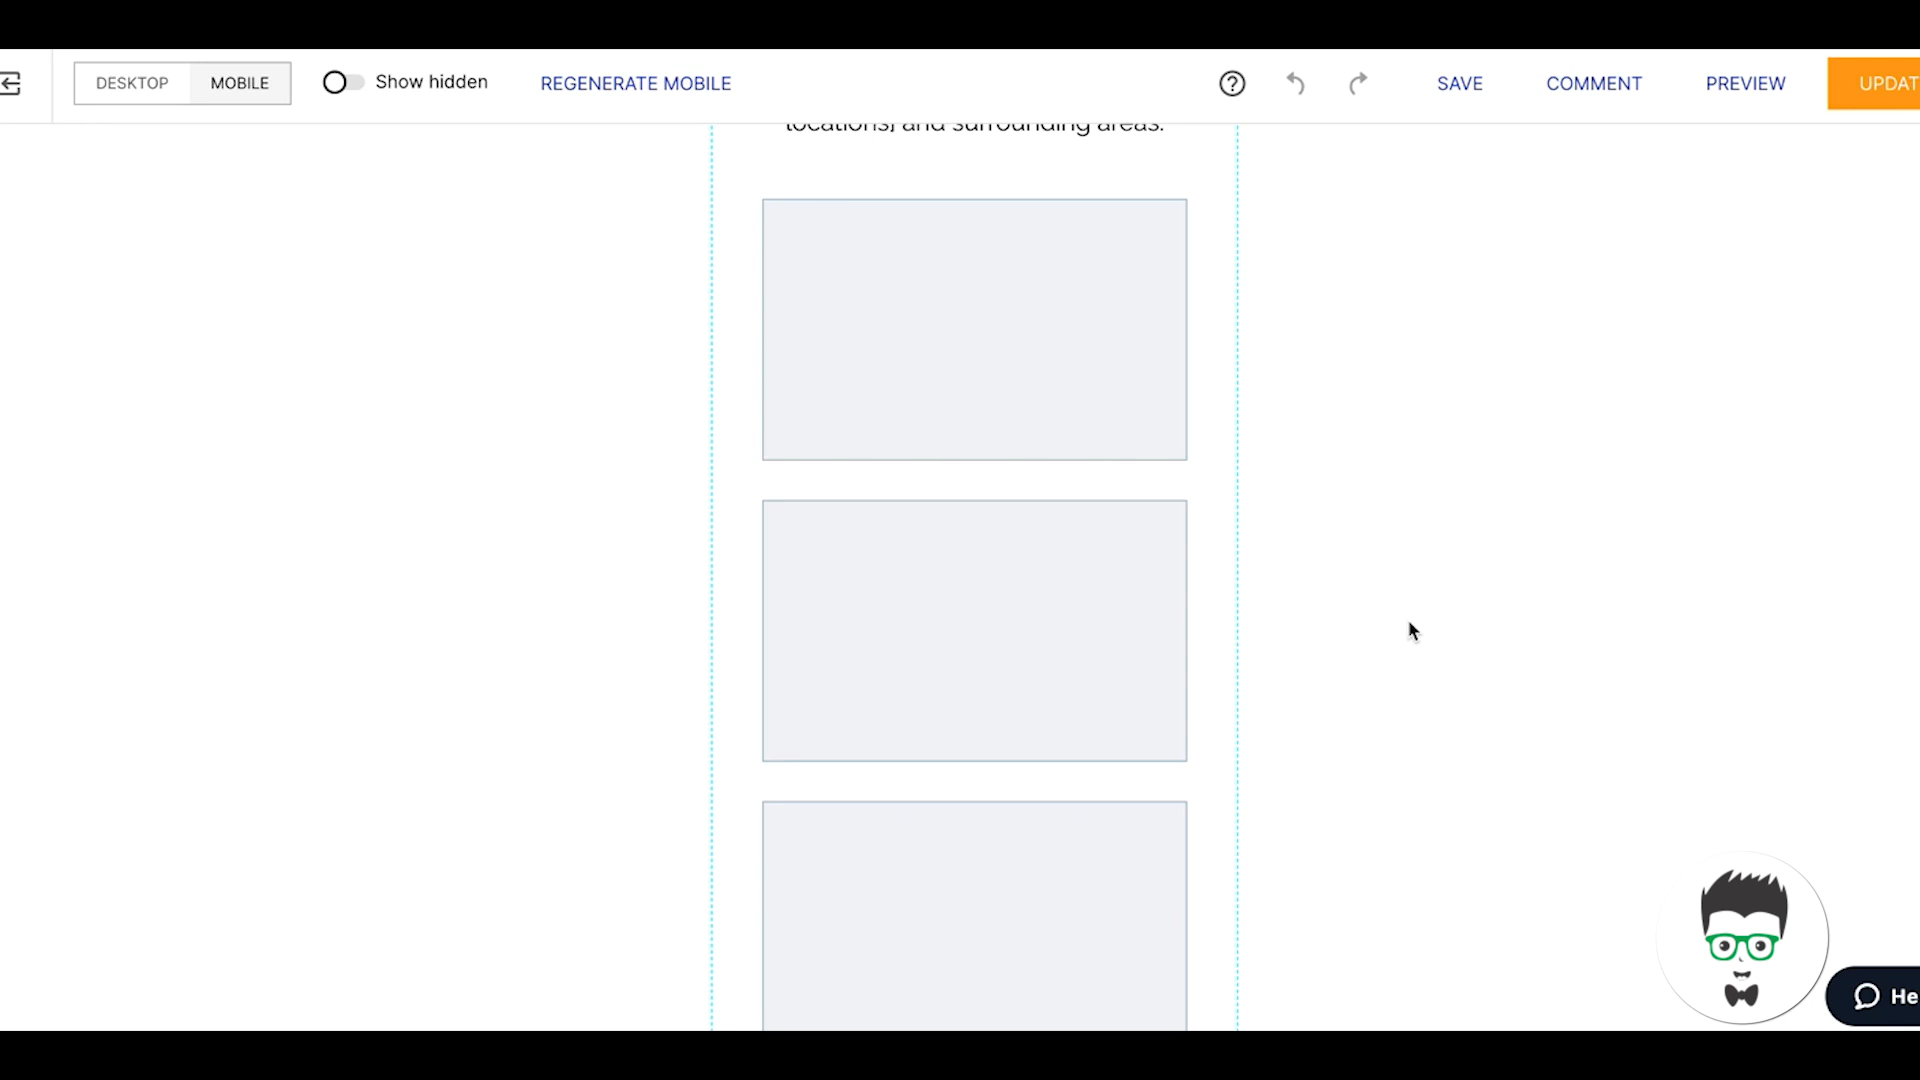 DESKTOP MOBILE Show hidden REGENERATE MOBILE SAVE COMMENT PREVIEW UPDAT
locations, and surrounding areas.
He